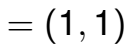 = (1, 1)